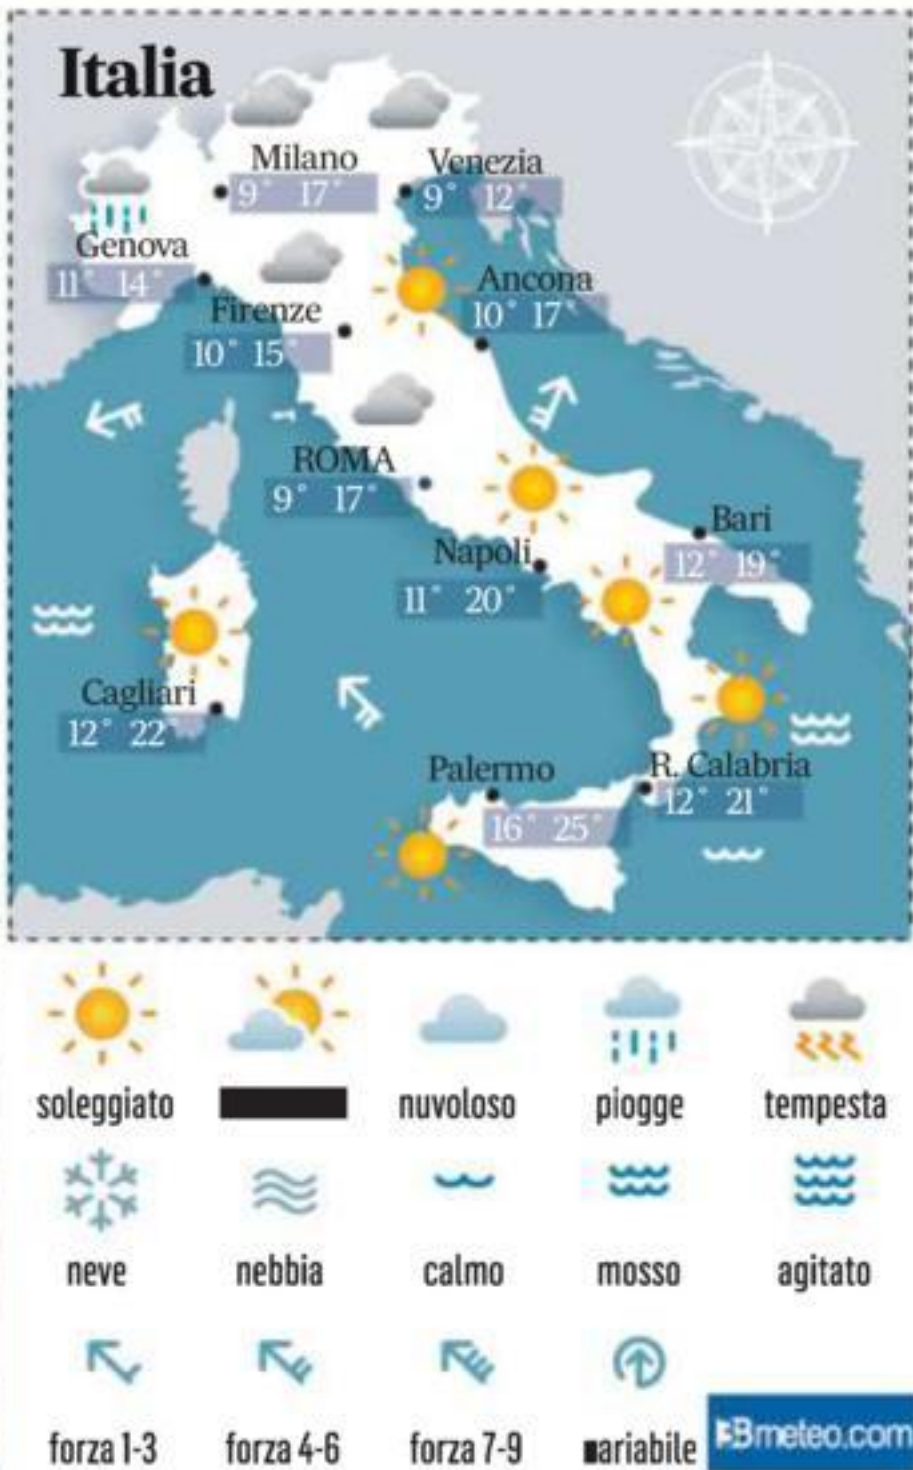 Italia
Milano
9° 17°
Venezia
9° 12°
Genova
11° 14°
Firenze
10° 15°
Ancona
10° 17°
ROMA
9° 17°
Napoli
11° 20°
Bari
12° 19°
Cagliari
12° 22°
Palermo
16° 25°
R. Calabria
12° 21°
soleggiato
nuvoloso
piogge
tempesta
neve
nebbia
calmo
mosso
agitato
forza 1-3
forza 4-6
forza 7-9
ariabile
3Bmeteo.com